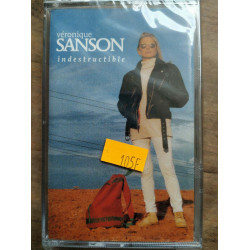 véronique
SANSON
indestructible
105F